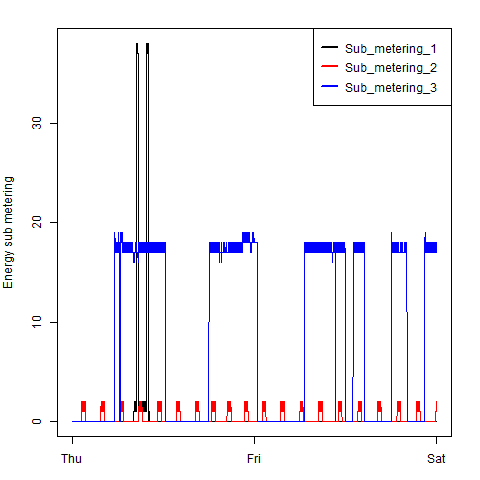 Sub_metering_1
Sub_metering_2
Sub_metering_3
Energy sub metering
30
20
10
0
Thu Fri Sat